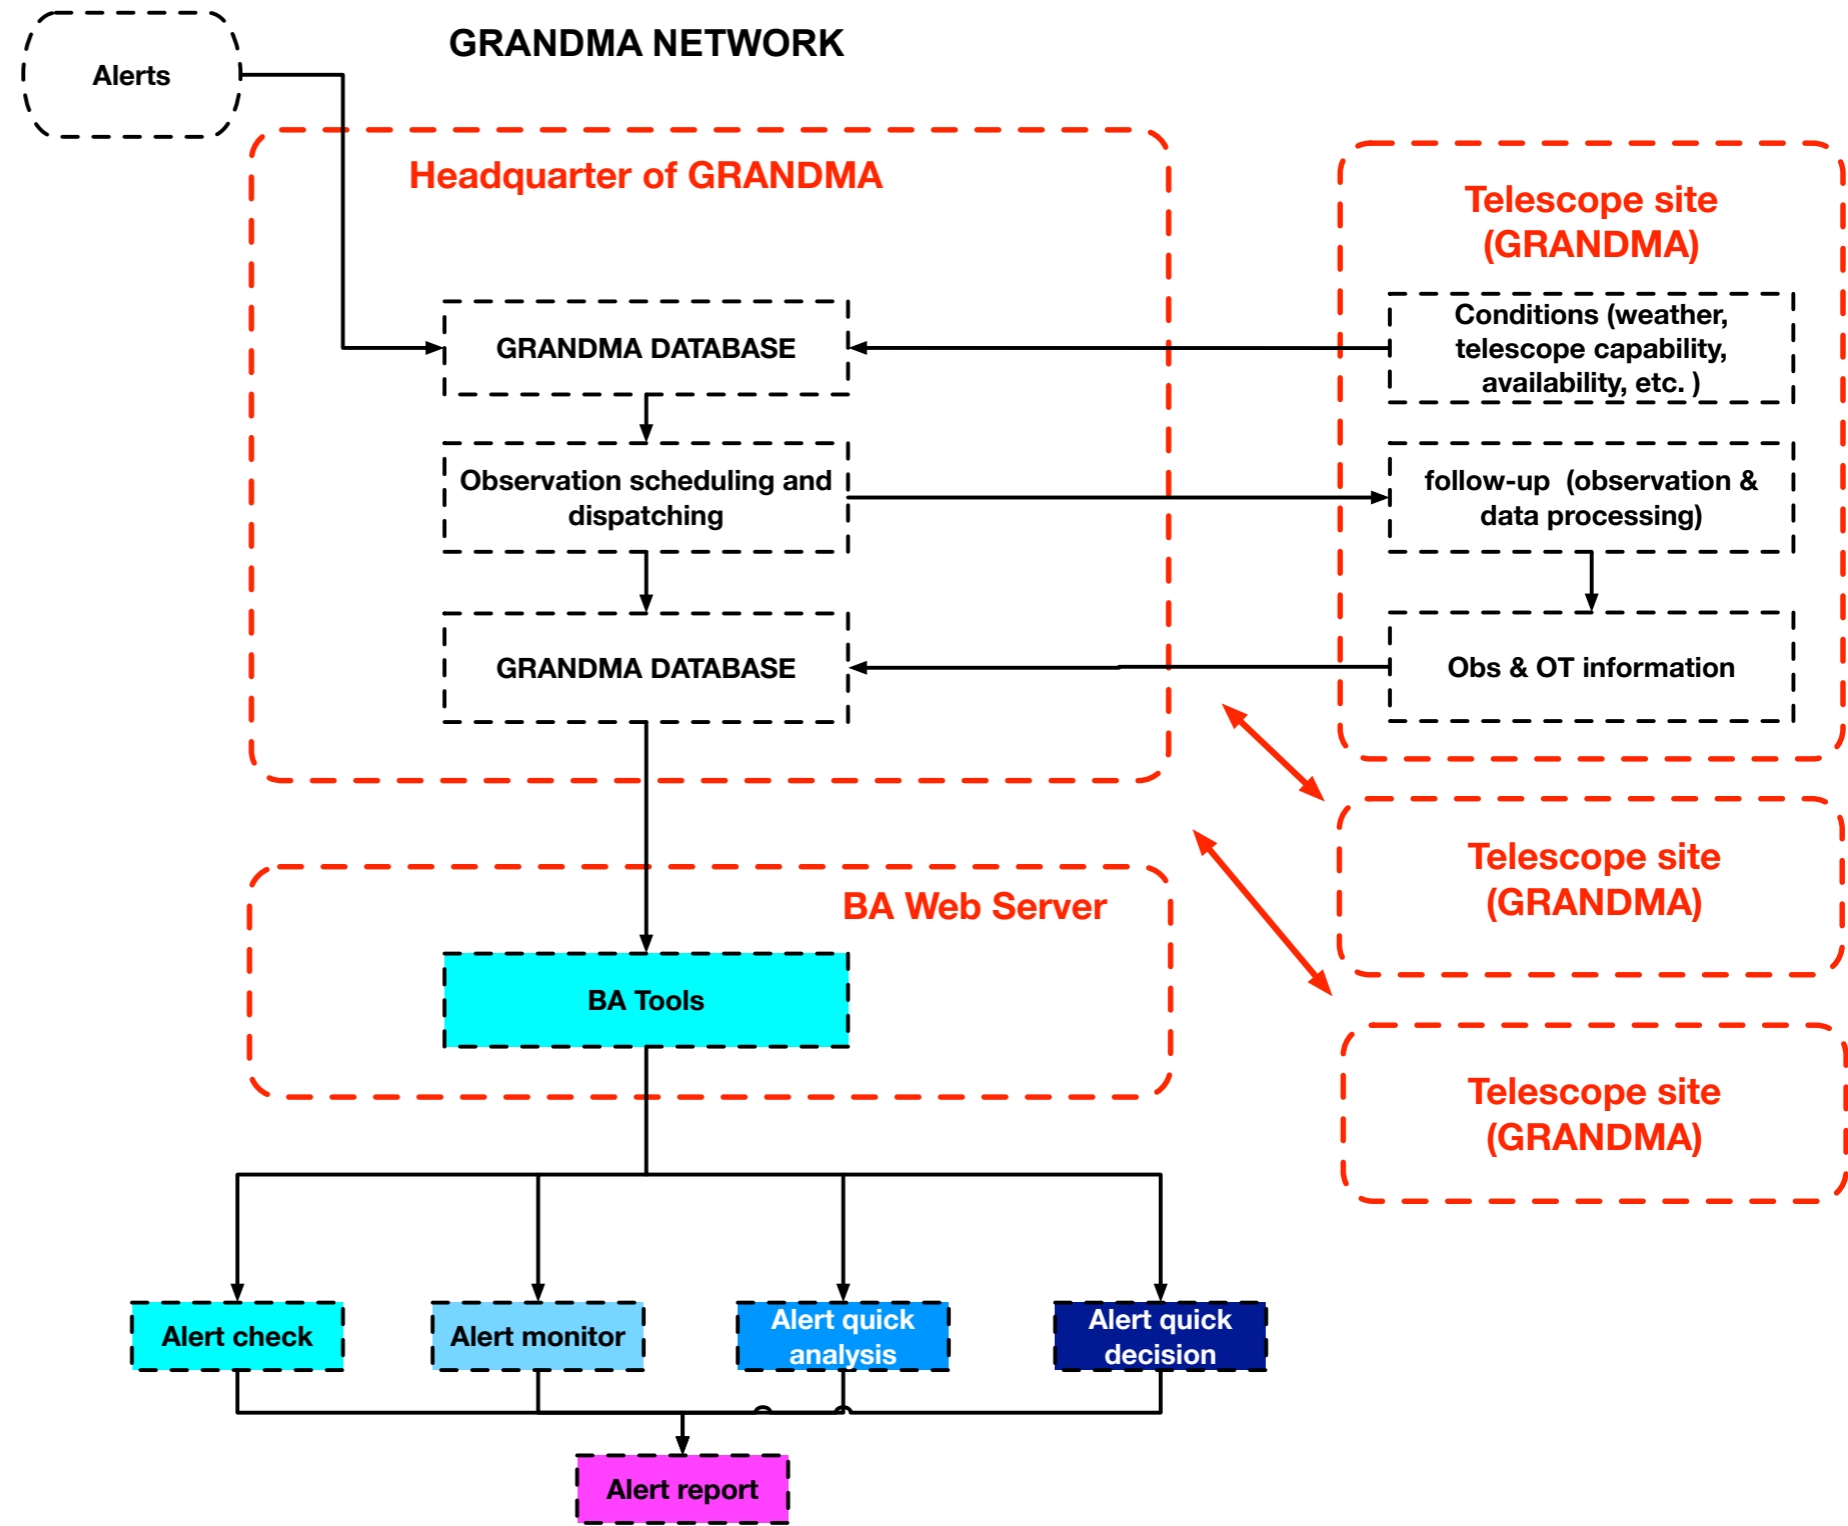 GRANDMA NETWORK
Alerts
Headquarter of GRANDMA
Telescope site
(GRANDMA)
GRANDMA DATABASE
Conditions (weather,
telescope capability,
availability, etc. )
Observation scheduling and
dispatching
follow-up  (observation &
data processing)
GRANDMA DATABASE
Obs & OT information
Telescope site
(GRANDMA)
BA Web Server
BA Tools
Telescope site
(GRANDMA)
Alert check
Alert monitor
Alert quick
analysis
Alert quick
decision
Alert report